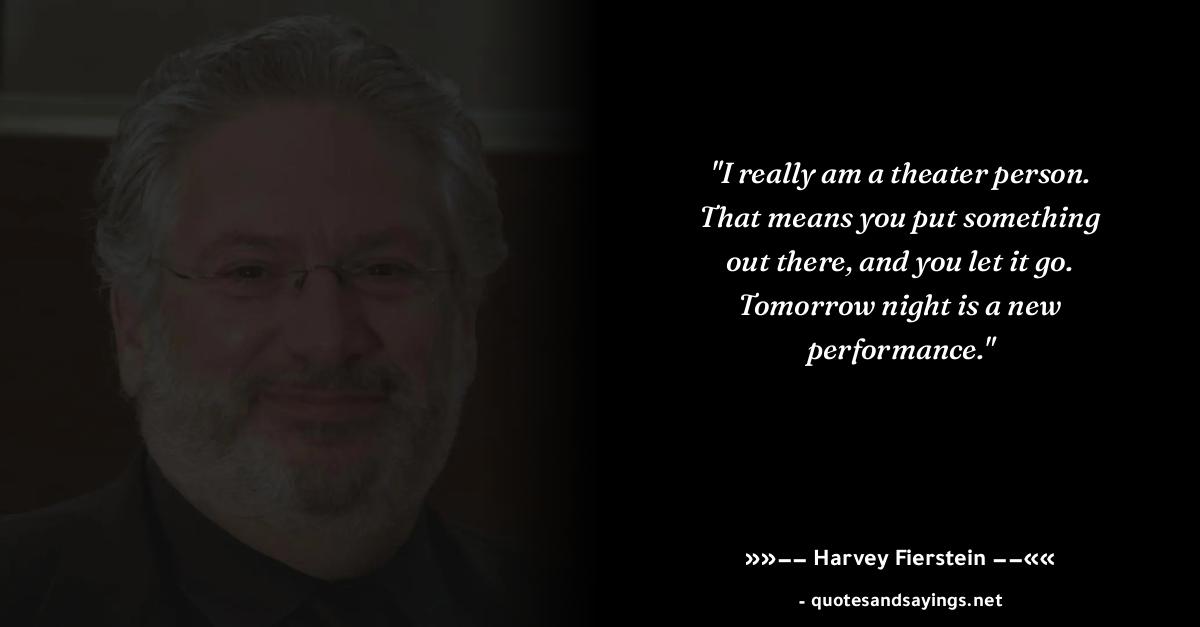 "I really am a theater person.
That means you put something
out there, and you let it go.
Tomorrow night is a new
performance."
»»−− Harvey Fierstein −−««
- quotesandsayings.net